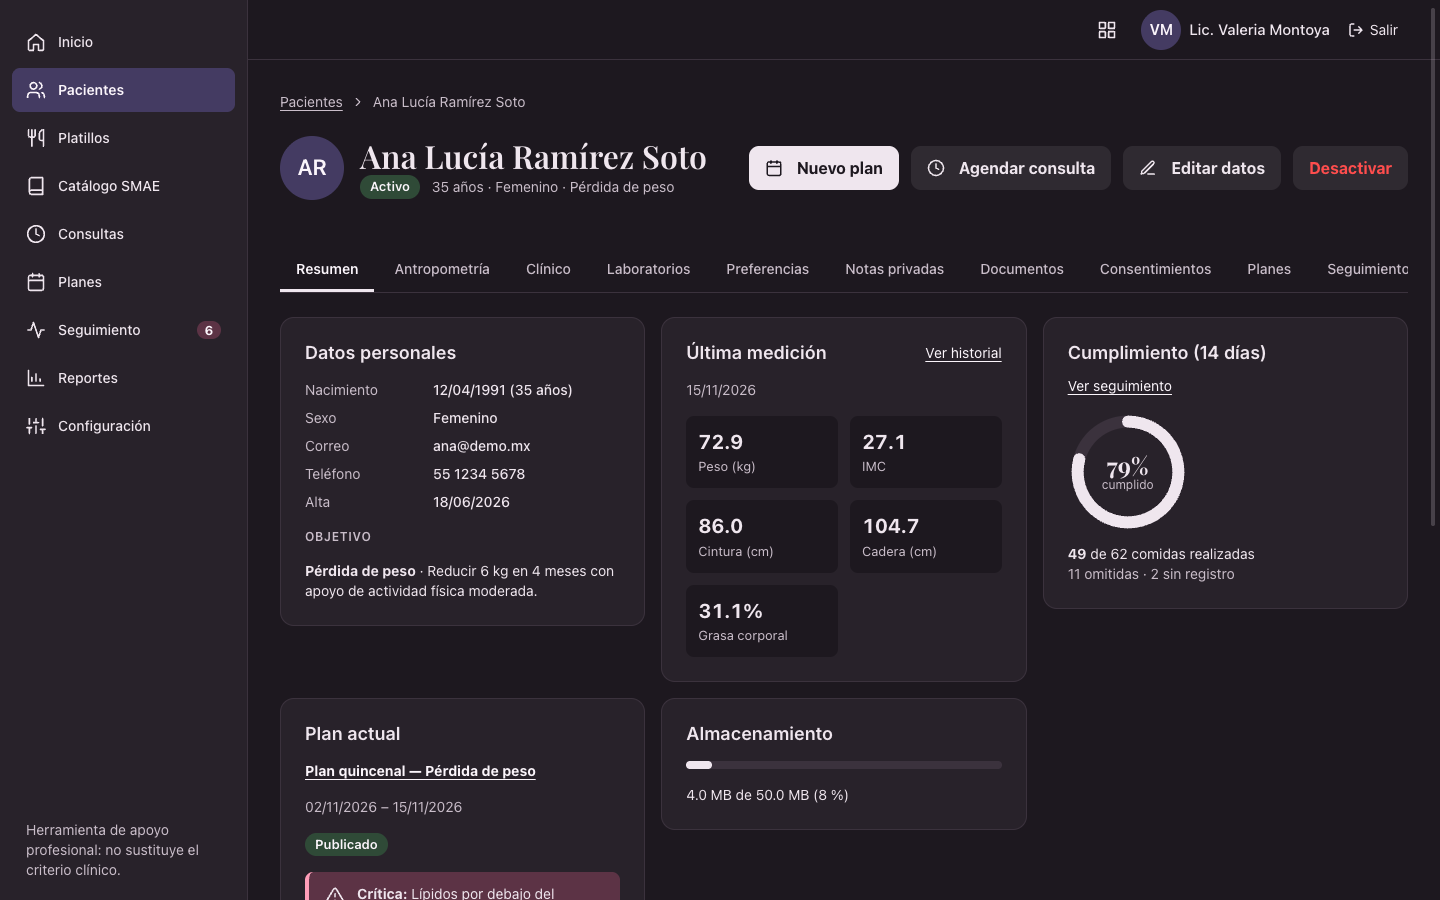 Inicio
Pacientes
Platillos
Catálogo SMAE
Consultas
Planes
Seguimiento 6
Reportes
Configuración
Herramienta de apoyo
profesional: no sustituye el
criterio clínico.
VM Lic. Valeria Montoya Salir
Pacientes > Ana Lucía Ramírez Soto
AR
Ana Lucía Ramírez Soto
Activo 35 años · Femenino · Pérdida de peso
Nuevo plan
Agendar consulta
Editar datos
Desactivar
Resumen Antropometría Clínico Laboratorios Preferencias Notas privadas Documentos Consentimientos Planes Seguimiento
Datos personales
Nacimiento 12/04/1991 (35 años)
Sexo Femenino
Correo ana@demo.mx
Teléfono 55 1234 5678
Alta 18/06/2026
OBJETIVO
Pérdida de peso · Reducir 6 kg en 4 meses con
apoyo de actividad física moderada.
Última medición Ver historial
15/11/2026
72.9
Peso (kg)
27.1
IMC
86.0
Cintura (cm)
104.7
Cadera (cm)
31.1%
Grasa corporal
Cumplimiento (14 días)
Ver seguimiento
79%
cumplido
49 de 62 comidas realizadas
11 omitidas · 2 sin registro
Plan actual
Plan quincenal — Pérdida de peso
02/11/2026 – 15/11/2026
Publicado
Crítica: Lípidos por debajo del
Almacenamiento
4.0 MB de 50.0 MB (8 %)